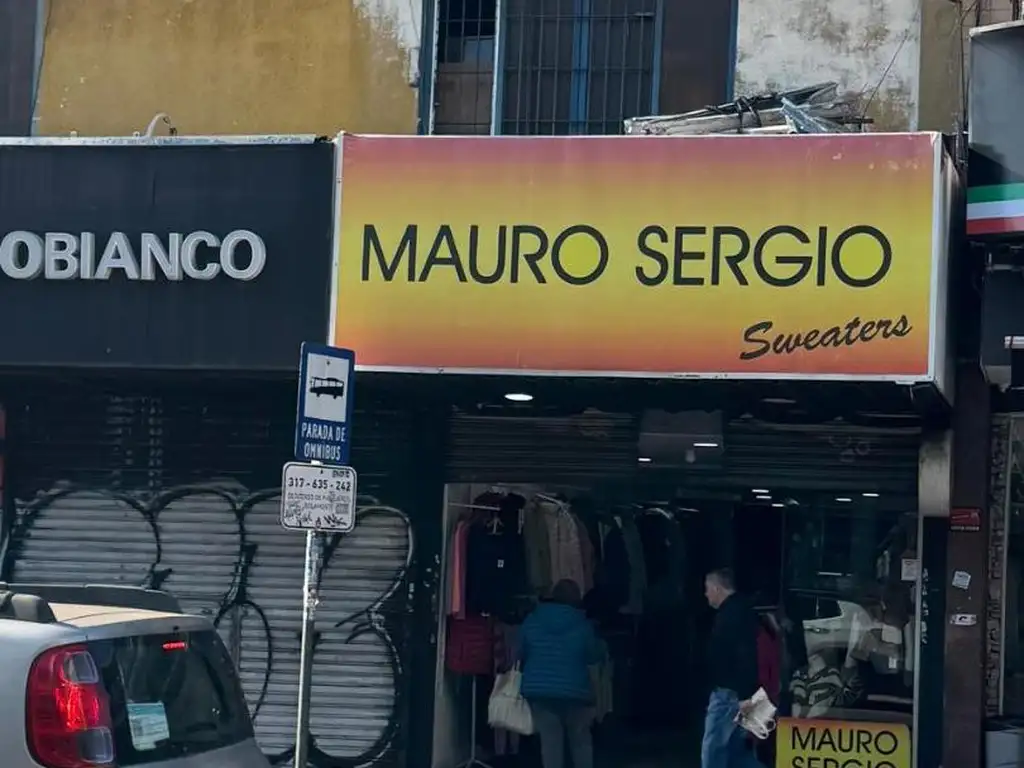 OBIANCO
MAURO SERGIO
Sweaters
PARADA DE
OMNIBUS
317-635-242
MAURO
SERGIO